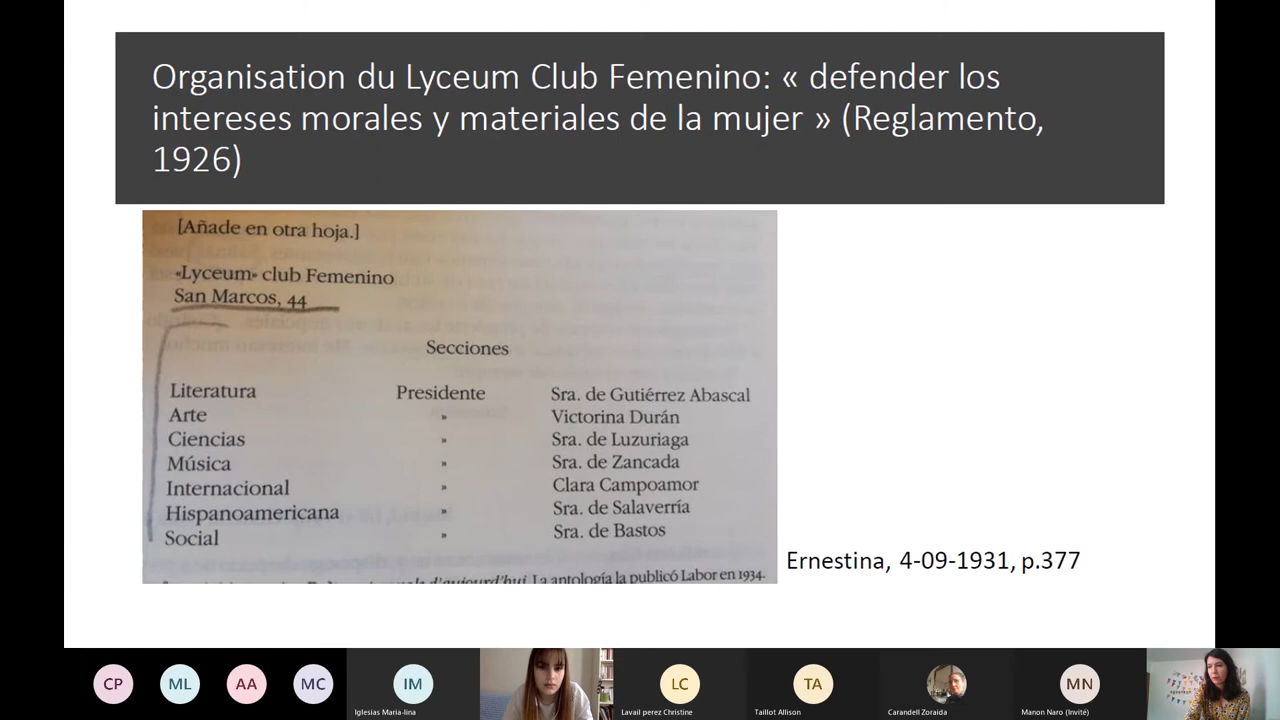 Organisation du Lyceum Club Femenino: « defender los
intereses morales y materiales de la mujer » (Reglamento,
1926)
[Añade en otra hoja.]
«Lyceum» club Femenino
San Marcos, 44
Secciones
Literatura Presidente Sra. de Gutiérrez Abascal
Arte » Victorina Durán
Ciencias » Sra. de Luzuriaga
Música » Sra. de Zancada
Internacional » Clara Campoamor
Hispanoamericana » Sra. de Salaverría
Social » Sra. de Bastos
d'aujourd'hui. La antología la publicó Labor en 1934.
Ernestina, 4-09-1931, p.377
CP ML AA MC IM LC TA MN
Iglesias Maria-lina Lavail perez Christine Taillot Allison Carandell Zoraida Manon Naro (Invité)